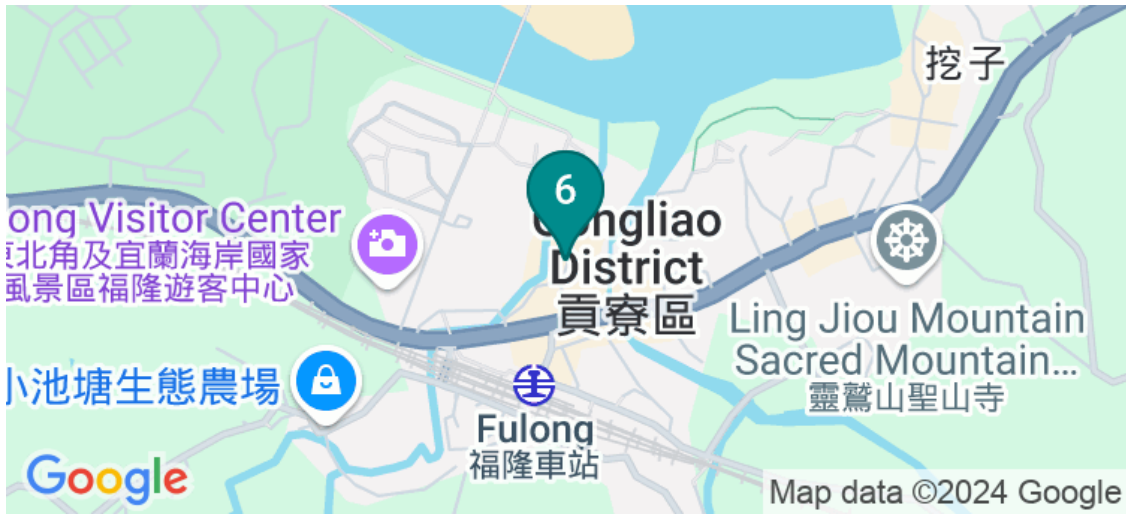 挖子
6
ong Visitor Center
東北角及宜蘭海岸國家
風景區福隆遊客中心
Gongliao
District
貢寮區
Ling Jiou Mountain
Sacred Mountain...
靈鷲山聖山寺
小池塘生態農場
Fulong
福隆車站
Google
Map data ©2024 Google